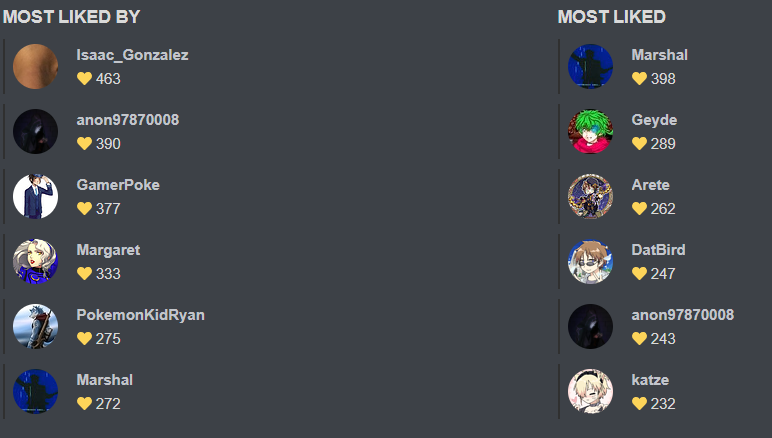 MOST LIKED BY
Isaac_Gonzalez
463
anon97870008
390
GamerPoke
377
Margaret
333
PokemonKidRyan
275
Marshal
272
MOST LIKED
Marshal
398
Geyde
289
Arete
262
DatBird
247
anon97870008
243
katze
232